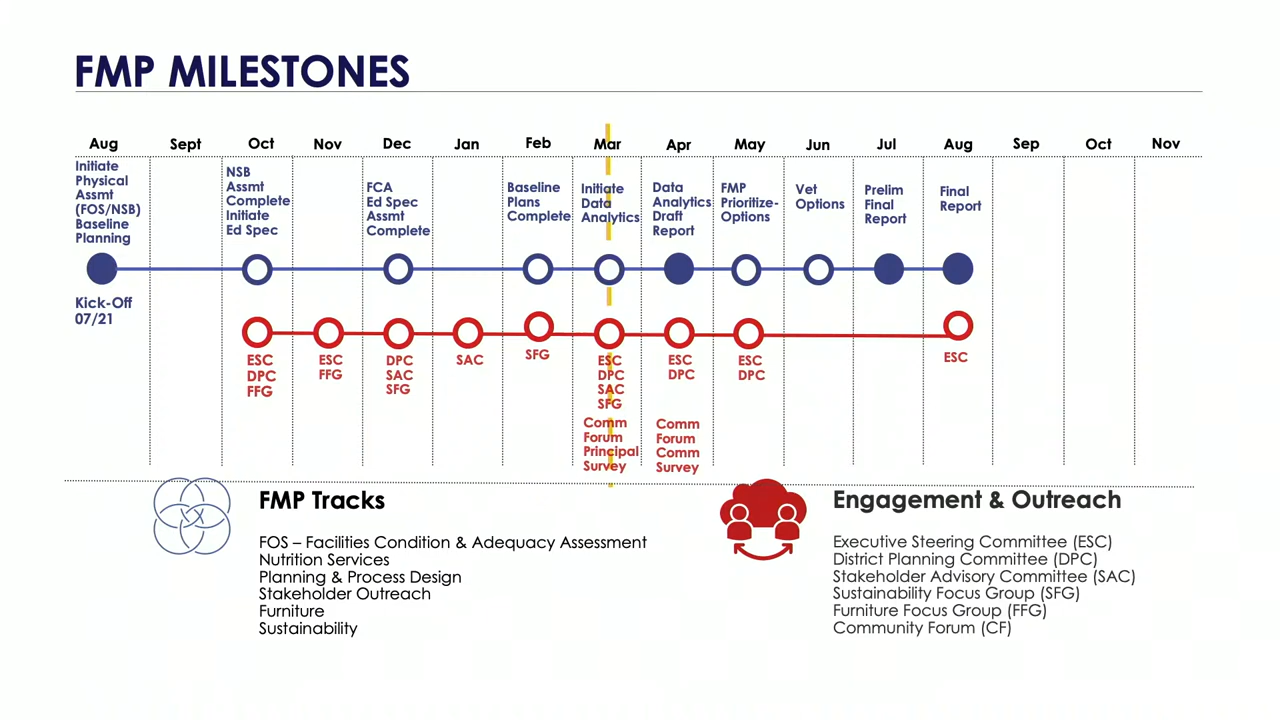 FMP MILESTONES
Aug Sept Oct Nov Dec Jan Feb Mar Apr May Jun Jul Aug Sep Oct Nov
Initiate
Physical
Assmt
(FOS/NSB)
Baseline
Planning
NSB
Assmt
Complete
Initiate
Ed Spec
FCA
Ed Spec
Assmt
Complete
Baseline
Plans
Complete
Initiate
Data
Analytics
Data
Analytics
Draft
Report
FMP
Prioritize-
Options
Vet
Options
Prelim
Final
Report
Final
Report
Kick-Off
07/21
ESC
DPC
FFG
ESC
FFG
DPC
SAC
SFG
SAC
SFG
ESC
DPC
SAC
SFG
Comm
Forum
Principal
Survey
ESC
DPC
Comm
Forum
Comm
Survey
ESC
DPC
ESC
FMP Tracks
FOS – Facilities Condition & Adequacy Assessment
Nutrition Services
Planning & Process Design
Stakeholder Outreach
Furniture
Sustainability
Engagement & Outreach
Executive Steering Committee (ESC)
District Planning Committee (DPC)
Stakeholder Advisory Committee (SAC)
Sustainability Focus Group (SFG)
Furniture Focus Group (FFG)
Community Forum (CF)